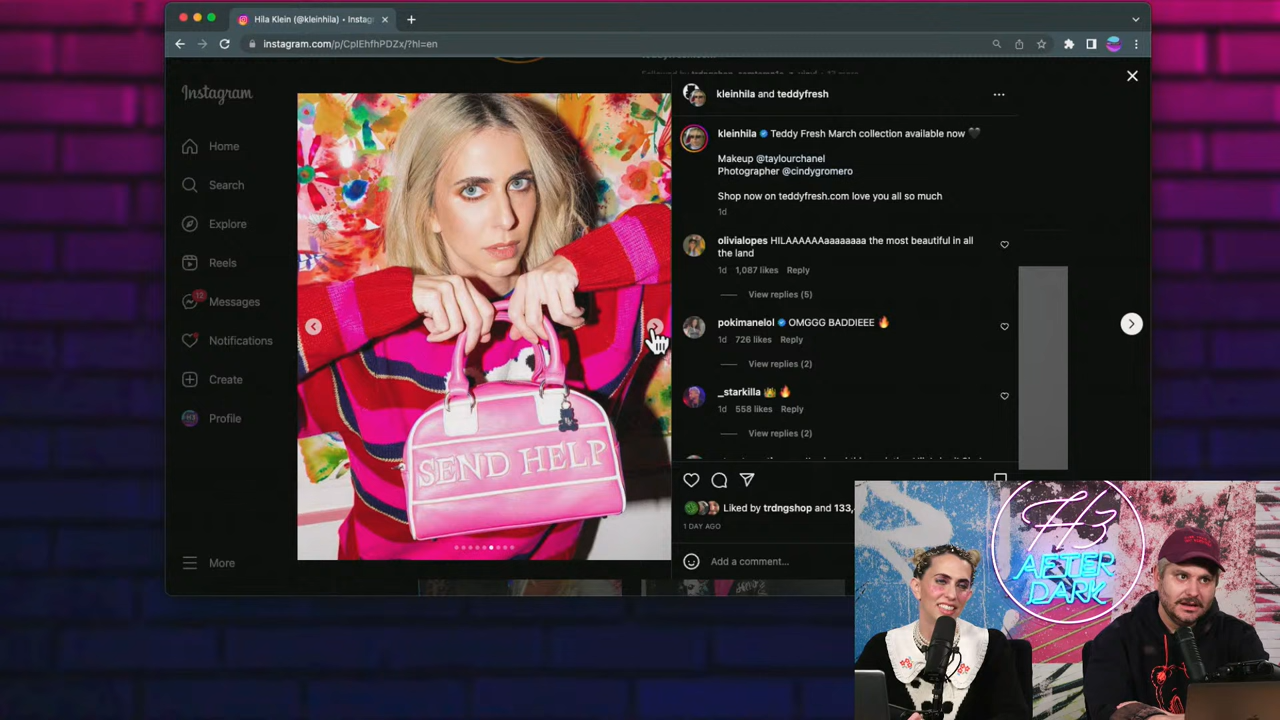 Hila Klein (@kleinhila) • Instag
instagram.com/p/CplEhfhPDZx/?hl=en
Instagram
Home
Search
Explore
Reels
12
Messages
Notifications
Create
Profile
More
kleinhila and teddyfresh
kleinhila Teddy Fresh March collection available now 🖤
Makeup @taylourchanel
Photographer @cindygromero
Shop now on teddyfresh.com love you all so much
1d
olivialopes HILAAAAAAaaaaaaa the most beautiful in all
the land
1d 1,087 likes Reply
View replies (5)
pokimanelol OMGGG BADDIEEE 🔥
1d 726 likes Reply
View replies (2)
_starkilla 👑 🔥
1d 558 likes Reply
View replies (2)
Liked by trdngshop and 133,
1 DAY AGO
Add a comment...
SEND HELP
H3
AFTER
DARK